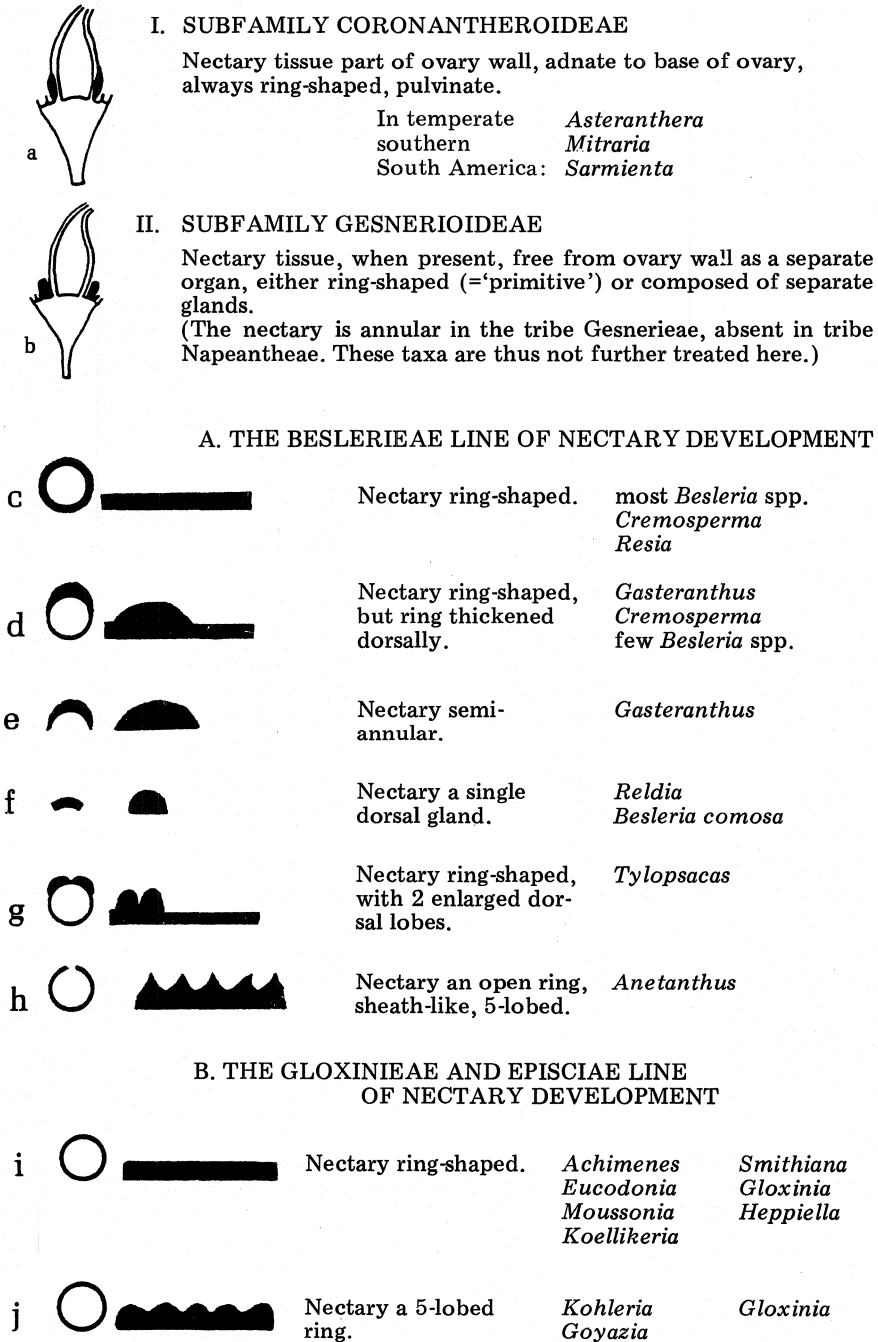 I. SUBFAMILY CORONANTHEROIDEAE
Nectary tissue part of ovary wall, adnate to base of ovary,
always ring-shaped, pulvinate.
In temperate Asteranthera
southern Mitraria
South America: Sarmienta
a
II. SUBFAMILY GESNERIOIDEAE
Nectary tissue, when present, free from ovary wall as a separate
organ, either ring-shaped (=‘primitive’) or composed of separate
glands.
(The nectary is annular in the tribe Gesnerieae, absent in tribe
Napeantheae. These taxa are thus not further treated here.)
b
A. THE BESLERIEAE LINE OF NECTARY DEVELOPMENT
c Nectary ring-shaped. most Besleria spp.
Cremosperma
Resia
d Nectary ring-shaped, Gasteranthus
but ring thickened Cremosperma
dorsally. few Besleria spp.
e Nectary semi- Gasteranthus
annular.
f Nectary a single Reldia
dorsal gland. Besleria comosa
g Nectary ring-shaped, Tylopsacas
with 2 enlarged dor-
sal lobes.
h Nectary an open ring, Anetanthus
sheath-like, 5-lobed.
B. THE GLOXINIEAE AND EPISCIAE LINE
OF NECTARY DEVELOPMENT
i Nectary ring-shaped. Achimenes Smithiana
Eucodonia Gloxinia
Moussonia Heppiella
Koellikeria
j Nectary a 5-lobed Kohleria Gloxinia
ring. Goyazia